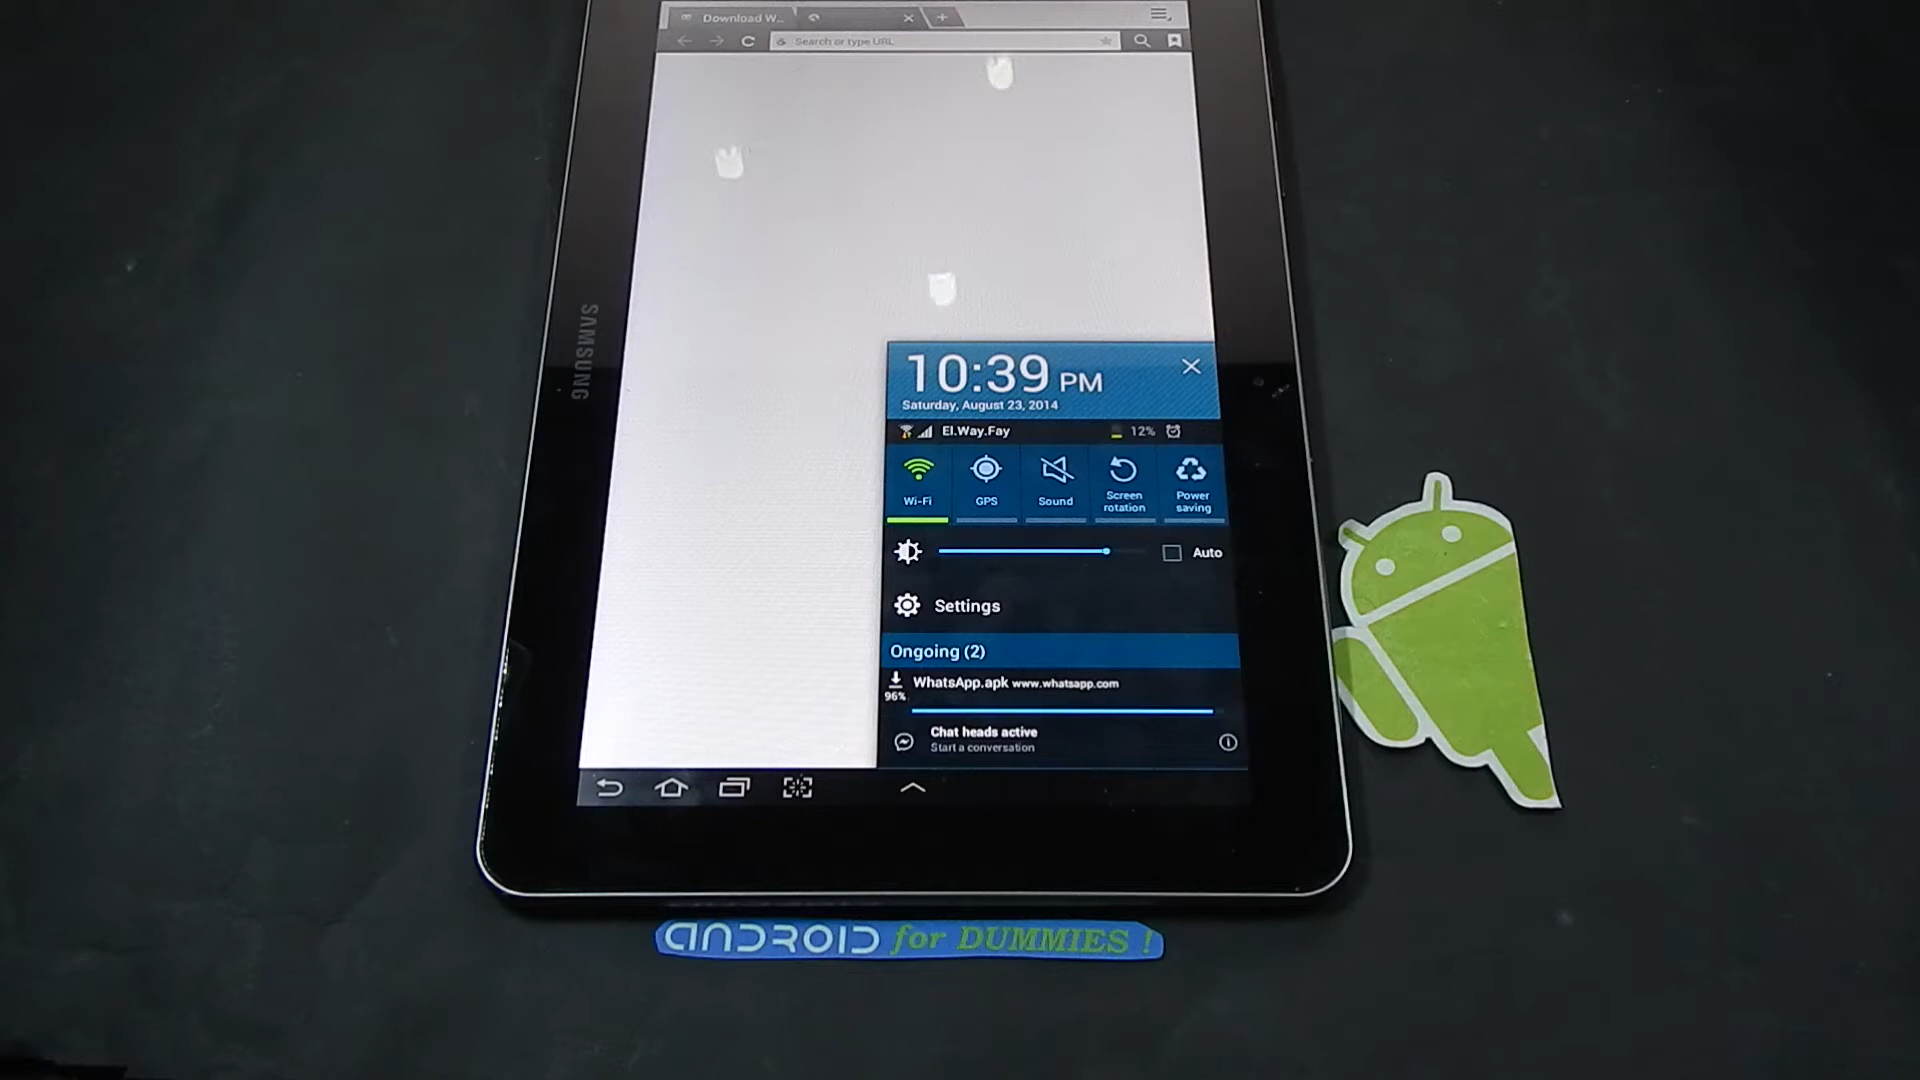 Download W...
Search or type URL
SAMSUNG
10:39 PM
Saturday, August 23, 2014
El.Way.Fay
12%
Wi-Fi
GPS
Sound
Screen rotation
Power saving
Auto
Settings
Ongoing (2)
WhatsApp.apk www.whatsapp.com
96%
Chat heads active
Start a conversation
ANDROID for DUMMIES !